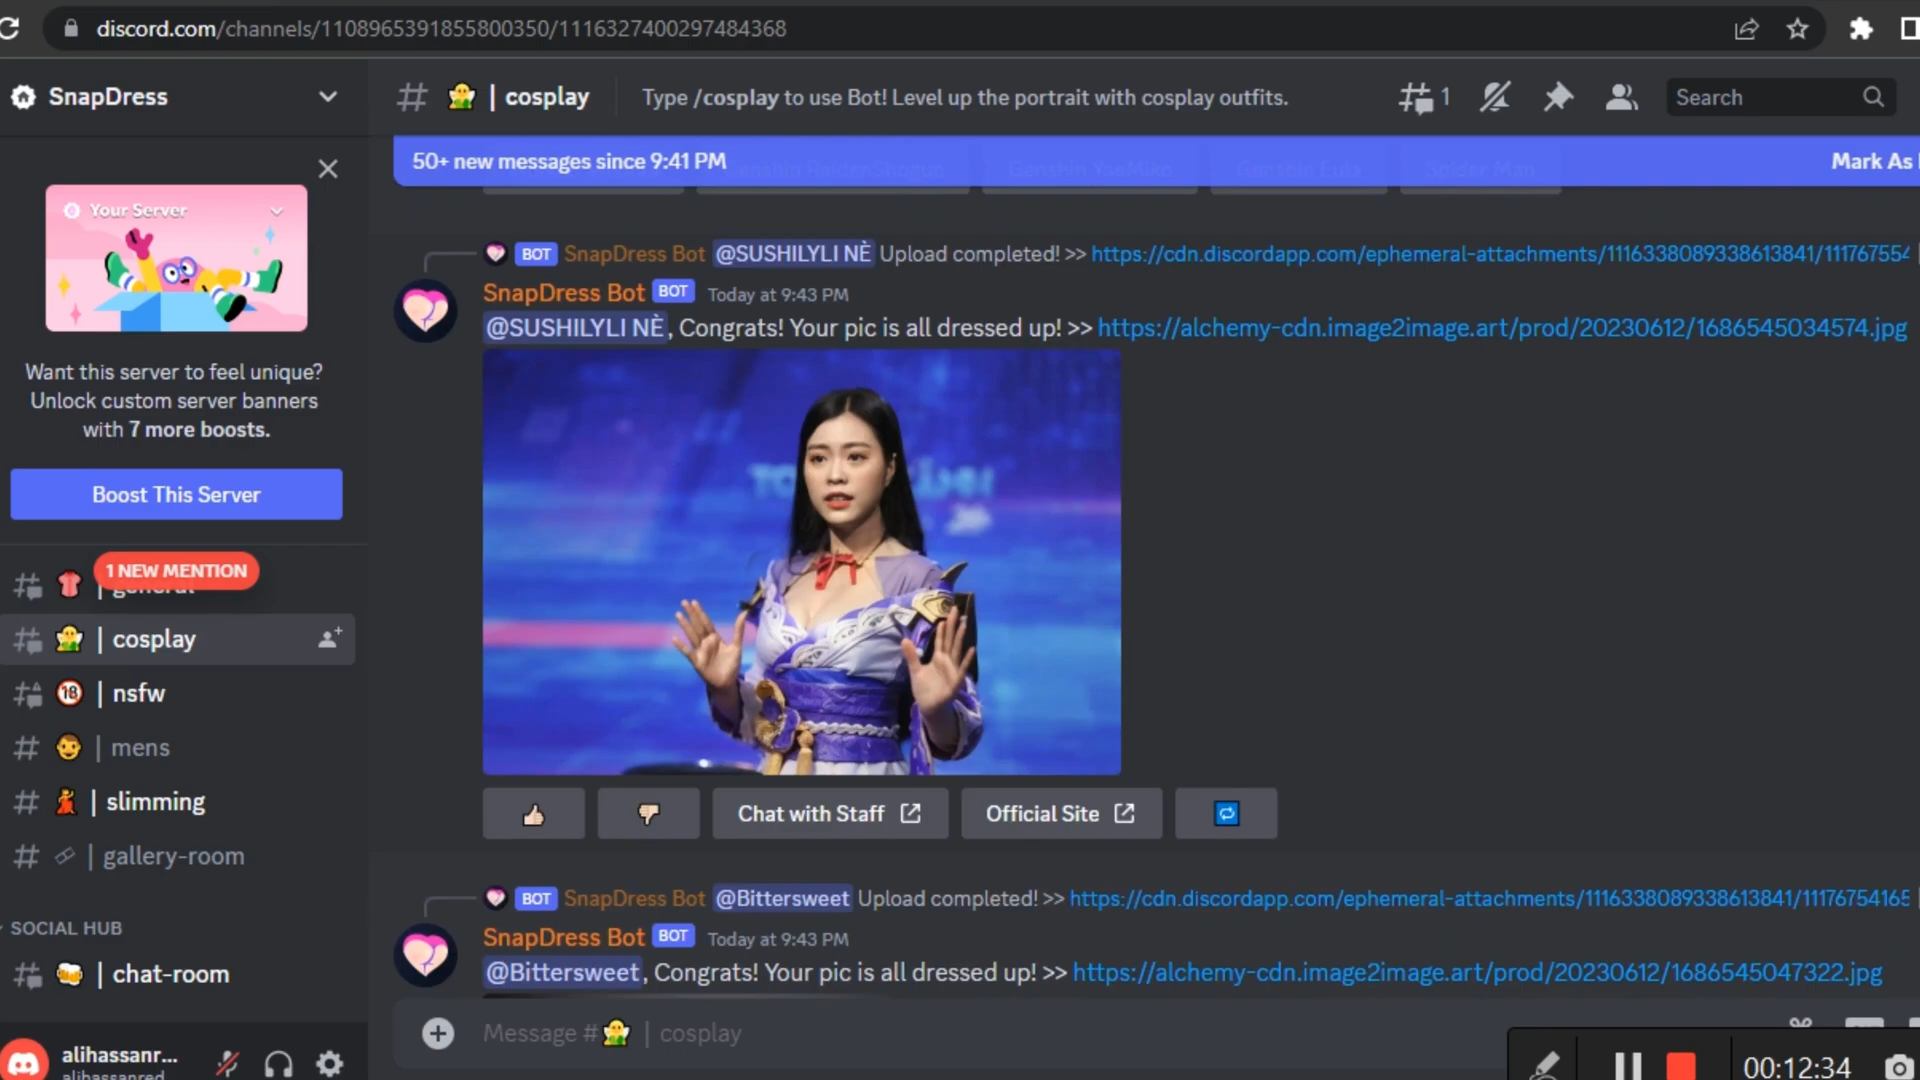 discord.com/channels/1108965391855800350/1116327400297484368
SnapDress
| cosplay
Type /cosplay to use Bot! Level up the portrait with cosplay outfits.
1
Search
50+ new messages since 9:41 PM
Mark As
Your Server
Want this server to feel unique?
Unlock custom server banners
with 7 more boosts.
Boost This Server
1 NEW MENTION
| general
| cosplay
18 | nsfw
| mens
| slimming
| gallery-room
SOCIAL HUB
| chat-room
alihassanr...
alihassanred
BOT SnapDress Bot @SUSHILYLI NÈ Upload completed! >> https://cdn.discordapp.com/ephemeral-attachments/1116338089338613841/111767554
SnapDress Bot BOT Today at 9:43 PM
@SUSHILYLI NÈ, Congrats! Your pic is all dressed up! >> https://alchemy-cdn.image2image.art/prod/20230612/1686545034574.jpg
Chat with Staff
Official Site
BOT SnapDress Bot @Bittersweet Upload completed! >> https://cdn.discordapp.com/ephemeral-attachments/1116338089338613841/11176754165
SnapDress Bot BOT Today at 9:43 PM
@Bittersweet, Congrats! Your pic is all dressed up! >> https://alchemy-cdn.image2image.art/prod/20230612/1686545047322.jpg
Message # | cosplay
00:12:34